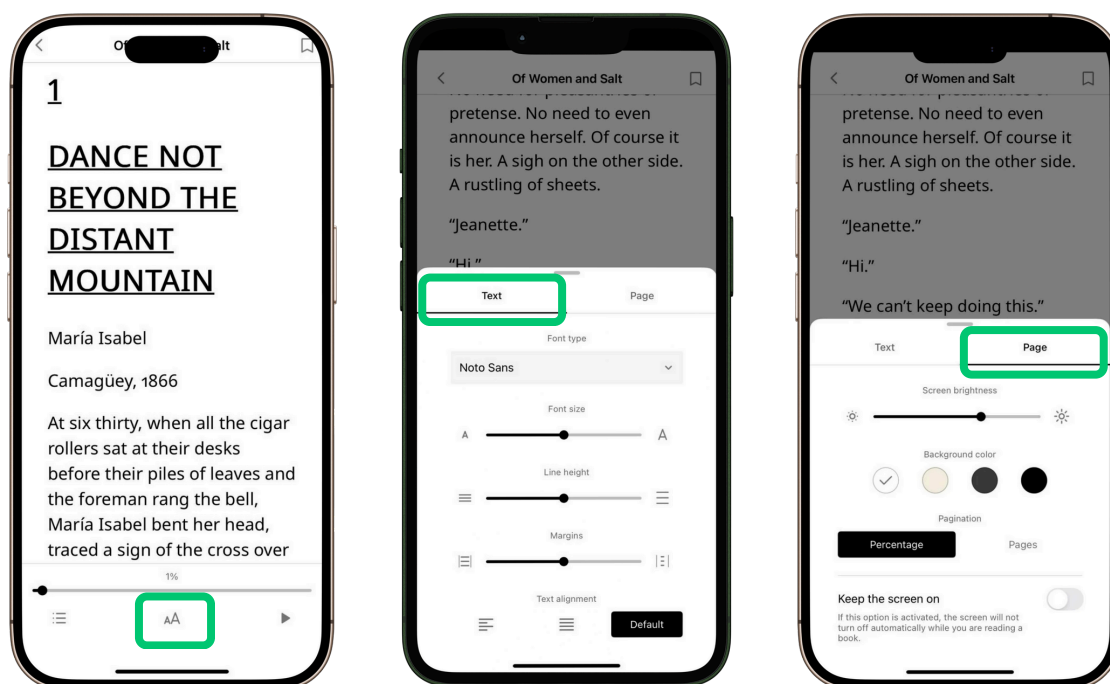 Of Women and Salt
1
DANCE NOT
BEYOND THE
DISTANT
MOUNTAIN
María Isabel
Camagüey, 1866
At six thirty, when all the cigar
rollers sat at their desks
before their piles of leaves and
the foreman rang the bell,
María Isabel bent her head,
traced a sign of the cross over
1%
AA
Of Women and Salt
pretense. No need to even
announce herself. Of course it
is her. A sigh on the other side.
A rustling of sheets.
“Jeanette.”
“Hi.”
Text Page
Font type
Noto Sans
Font size
A A
Line height
Margins
Text alignment
Default
Of Women and Salt
pretense. No need to even
announce herself. Of course it
is her. A sigh on the other side.
A rustling of sheets.
“Jeanette.”
“Hi.”
“We can’t keep doing this.”
Text Page
Screen brightness
Background color
Pagination
Percentage Pages
Keep the screen on
If this option is activated, the screen will not
turn off automatically while you are reading a
book.